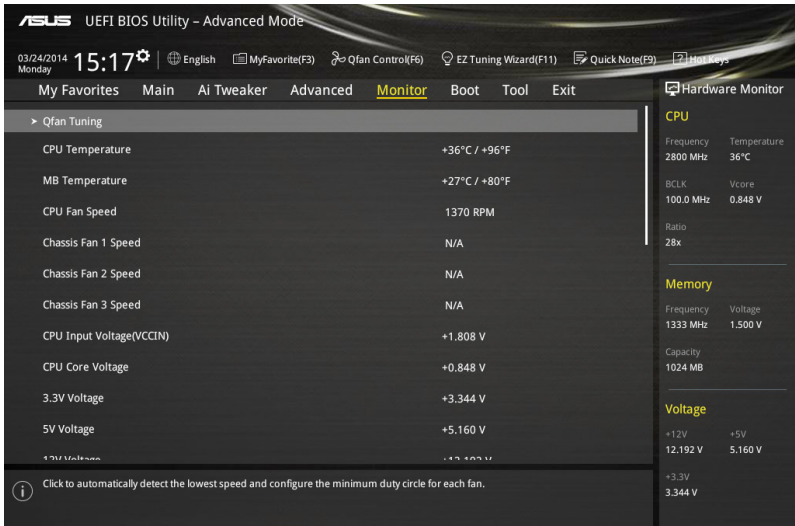 ASUS UEFI BIOS Utility – Advanced Mode
03/24/2014 Monday 15:17 English MyFavorite(F3) Qfan Control(F6) EZ Tuning Wizard(F11) Quick Note(F9) ? Hot Keys
My Favorites Main Ai Tweaker Advanced Monitor Boot Tool Exit
> Qfan Tuning
CPU Temperature +36°C / +96°F
MB Temperature +27°C / +80°F
CPU Fan Speed 1370 RPM
Chassis Fan 1 Speed N/A
Chassis Fan 2 Speed N/A
Chassis Fan 3 Speed N/A
CPU Input Voltage(VCCIN) +1.808 V
CPU Core Voltage +0.848 V
3.3V Voltage +3.344 V
5V Voltage +5.160 V
12V Voltage +12.192 V
Click to automatically detect the lowest speed and configure the minimum duty circle for each fan.
Hardware Monitor
CPU
Frequency Temperature
2800 MHz 36°C
BCLK Vcore
100.0 MHz 0.848 V
Ratio
28x
Memory
Frequency Voltage
1333 MHz 1.500 V
Capacity
1024 MB
Voltage
+12V +5V
12.192 V 5.160 V
+3.3V
3.344 V